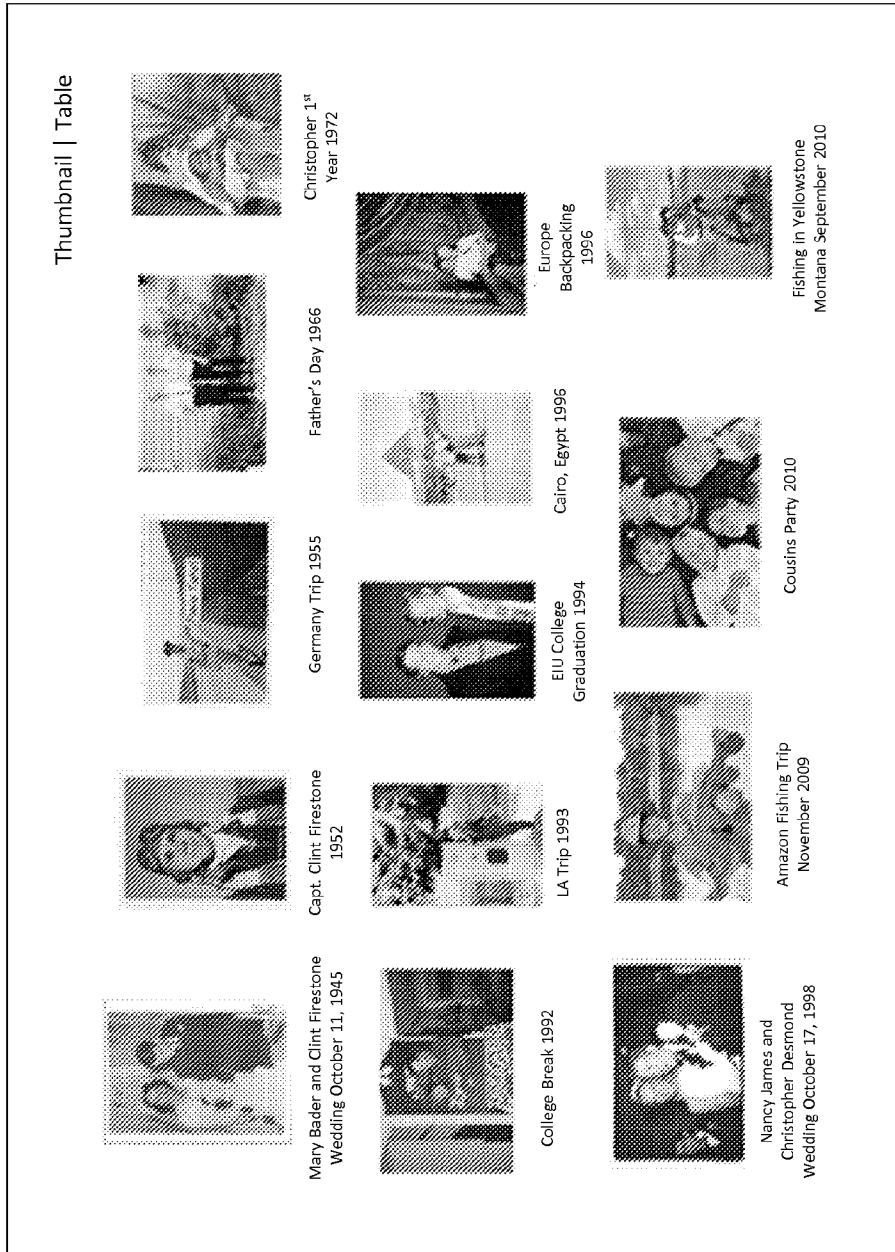 Thumbnail | Table
Mary Bader and Clint Firestone
Wedding October 11, 1945
Capt. Clint Firestone
1952
Germany Trip 1955
Father's Day 1966
Christopher 1st
Year 1972
College Break 1992
LA Trip 1993
EIU College
Graduation 1994
Cairo, Egypt 1996
Europe
Backpacking
1996
Nancy James and
Christopher Desmond
Wedding October 17, 1998
Amazon Fishing Trip
November 2009
Cousins Party 2010
Fishing in Yellowstone
Montana September 2010